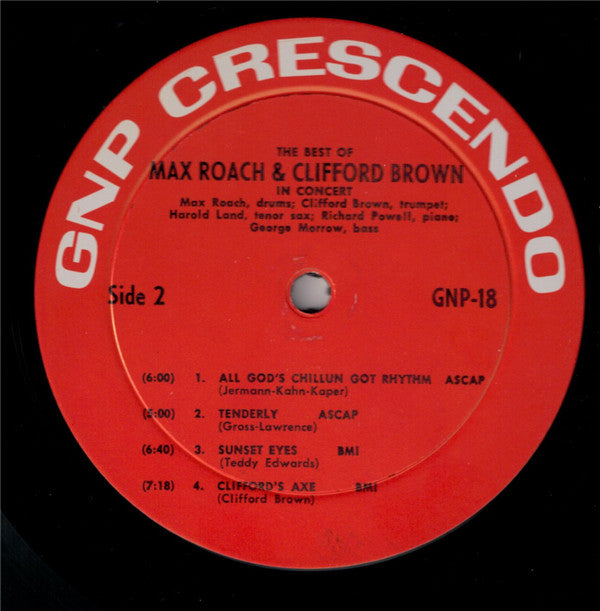 GNP CRESCENDO
THE BEST OF
MAX ROACH & CLIFFORD BROWN
IN CONCERT
Max Roach, drums; Clifford Brown, trumpet;
Harold Land, tenor sax; Richard Powell, piano;
George Morrow, bass
Side 2 GNP-18
(6:00) 1. ALL GOD'S CHILLUN GOT RHYTHM ASCAP
(Jermann-Kahn-Kaper)
(5:00) 2. TENDERLY ASCAP
(Gross-Lawrence)
(6:40) 3. SUNSET EYES BMI
(Teddy Edwards)
(7:18) 4. CLIFFORD'S AXE BMI
(Clifford Brown)